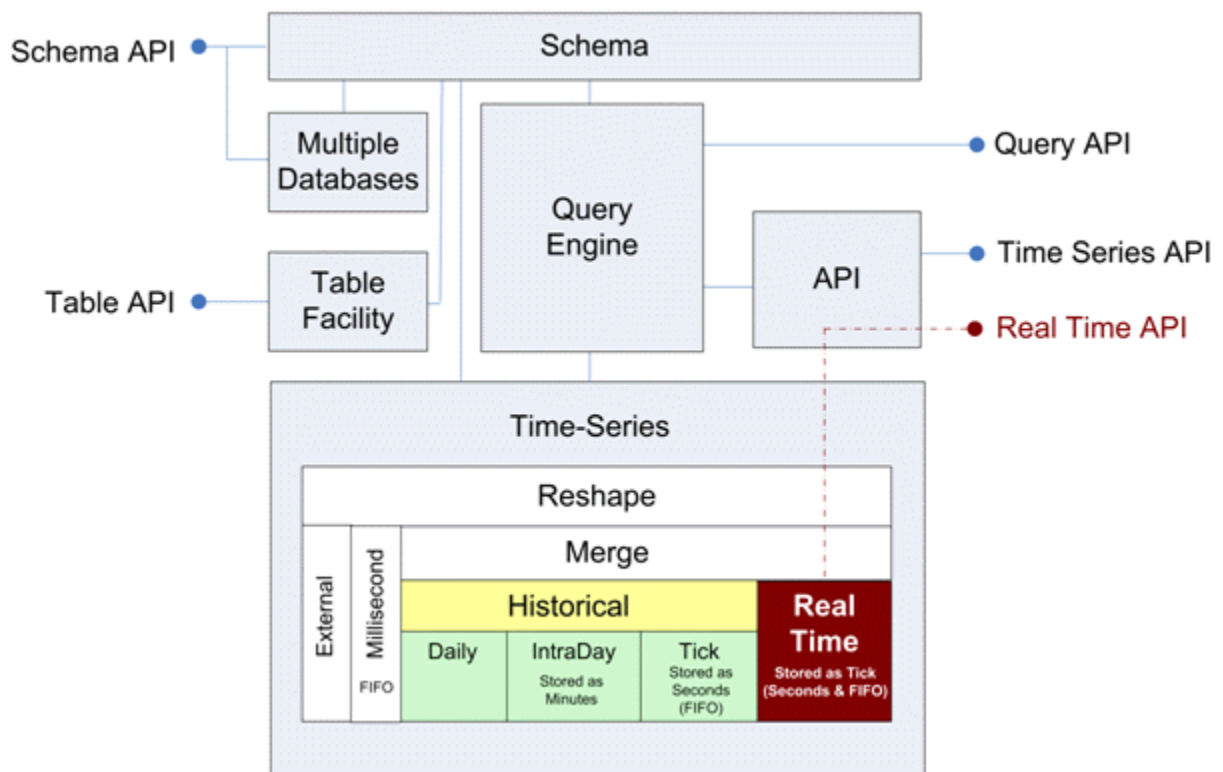 Schema API
Schema
Multiple
Databases
Query API
Query
Engine
Time Series API
API
Table API
Table
Facility
Real Time API
Time-Series
Reshape
External
Millisecond
FIFO
Merge
Historical
Real
Time
Stored as Tick
(Seconds & FIFO)
Daily
IntraDay
Stored as
Minutes
Tick
Stored as
Seconds
(FIFO)